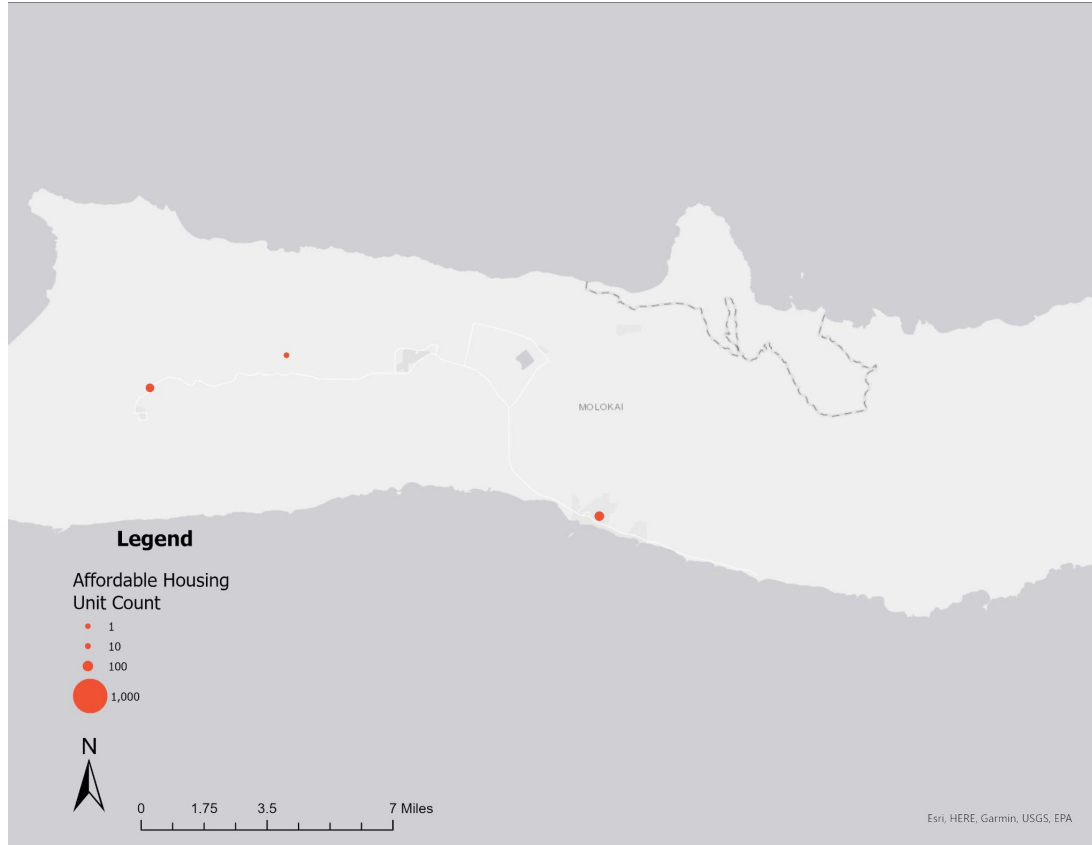 MOLOKAI
Legend
Affordable Housing
Unit Count
1
10
100
1,000
N
0 1.75 3.5 7 Miles
Esri, HERE, Garmin, USGS, EPA